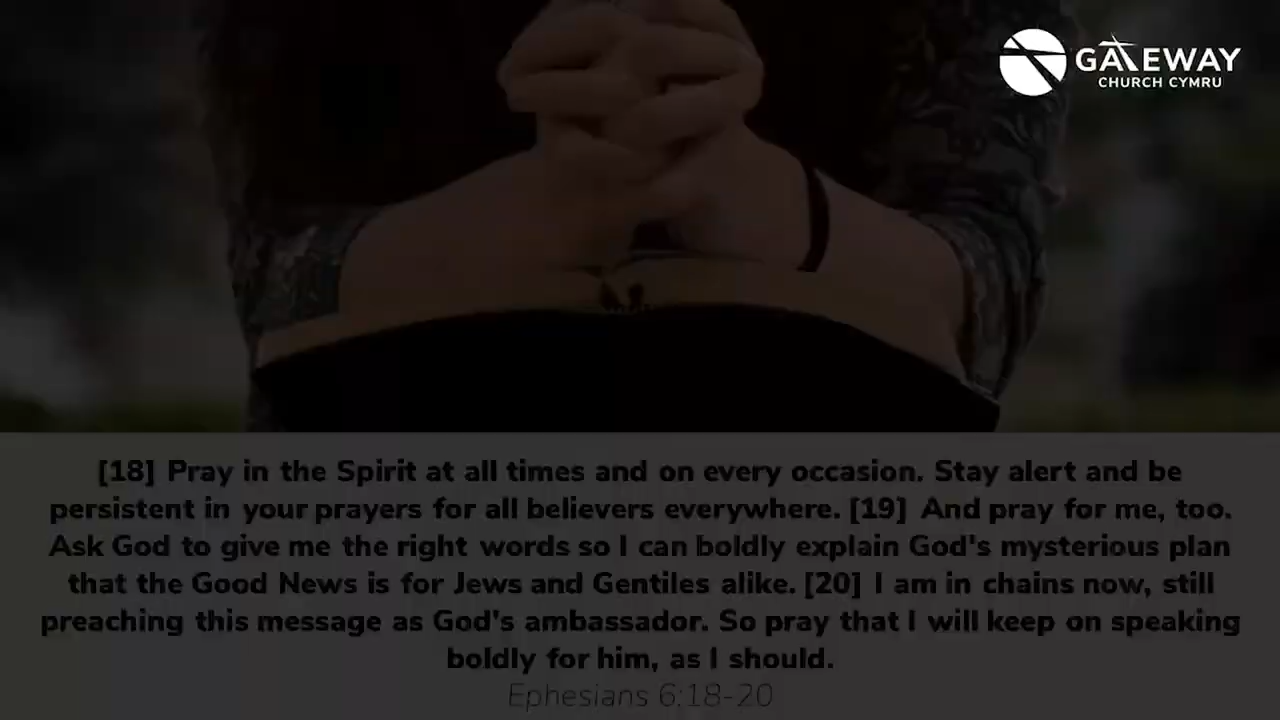 GATEWAY
CHURCH CYMRU
[18] Pray in the Spirit at all times and on every occasion. Stay alert and be
persistent in your prayers for all believers everywhere. [19] And pray for me, too.
Ask God to give me the right words so I can boldly explain God's mysterious plan
that the Good News is for Jews and Gentiles alike. [20] I am in chains now, still
preaching this message as God's ambassador. So pray that I will keep on speaking
boldly for him, as I should.
Ephesians 6:18-20